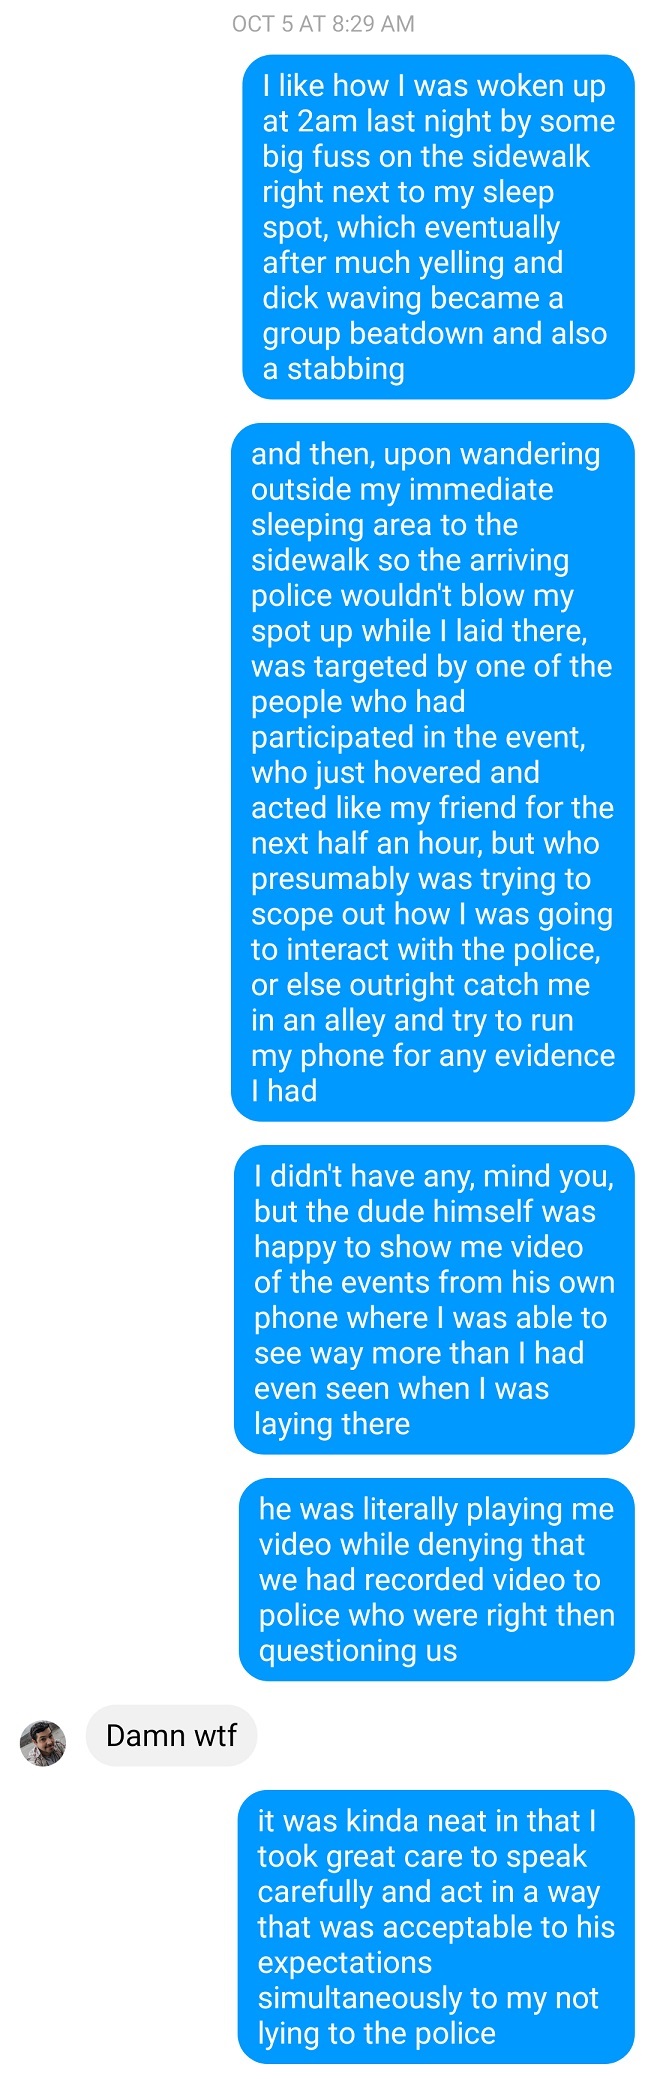 OCT 5 AT 8:29 AM
I like how I was woken up
at 2am last night by some
big fuss on the sidewalk
right next to my sleep
spot, which eventually
after much yelling and
dick waving became a
group beatdown and also
a stabbing
and then, upon wandering
outside my immediate
sleeping area to the
sidewalk so the arriving
police wouldn't blow my
spot up while I laid there,
was targeted by one of the
people who had
participated in the event,
who just hovered and
acted like my friend for the
next half an hour, but who
presumably was trying to
scope out how I was going
to interact with the police,
or else outright catch me
in an alley and try to run
my phone for any evidence
I had
I didn't have any, mind you,
but the dude himself was
happy to show me video
of the events from his own
phone where I was able to
see way more than I had
even seen when I was
laying there
he was literally playing me
video while denying that
we had recorded video to
police who were right then
questioning us
Damn wtf
it was kinda neat in that I
took great care to speak
carefully and act in a way
that was acceptable to his
expectations
simultaneously to my not
lying to the police